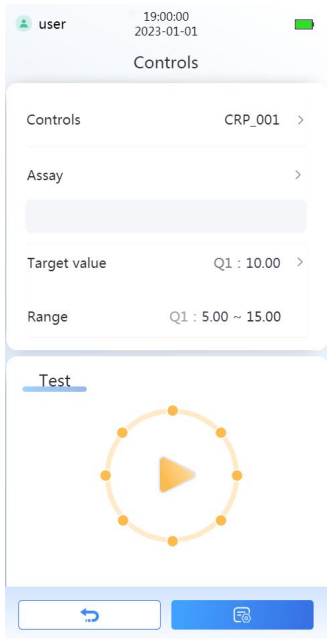 user
19:00:00
2023-01-01
Controls
Controls CRP_001 >
Assay >
Target value Q1 : 10.00 >
Range Q1 : 5.00 ~ 15.00
Test